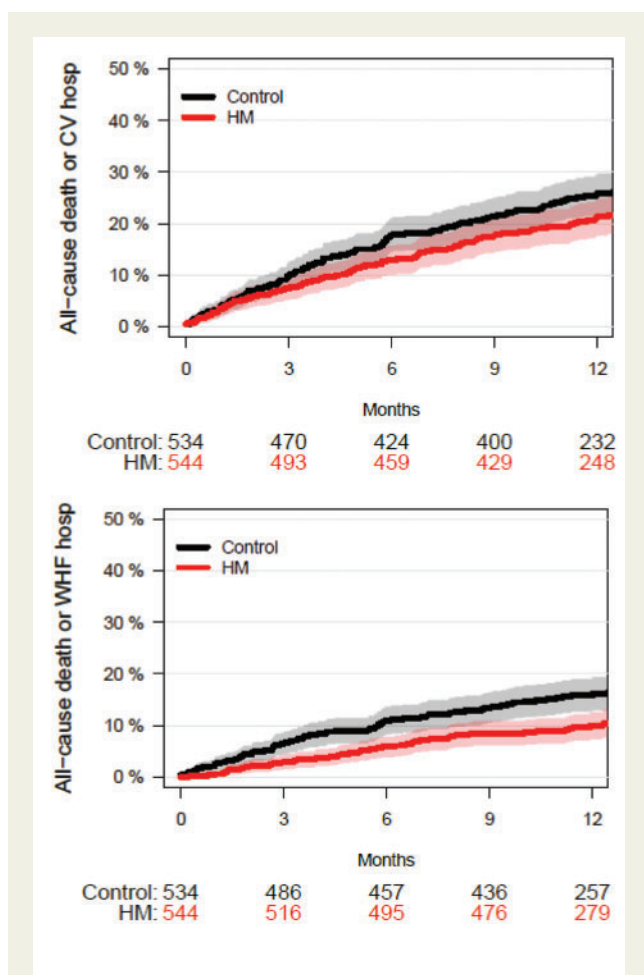 All-cause death or CV hosp
50 %
40 %
30 %
20 %
10 %
0 %
Control
HM
0 3 6 9 12
Months
Control: 534 470 424 400 232
HM: 544 493 459 429 248
All-cause death or WHF hosp
50 %
40 %
30 %
20 %
10 %
0 %
Control
HM
0 3 6 9 12
Months
Control: 534 486 457 436 257
HM: 544 516 495 476 279